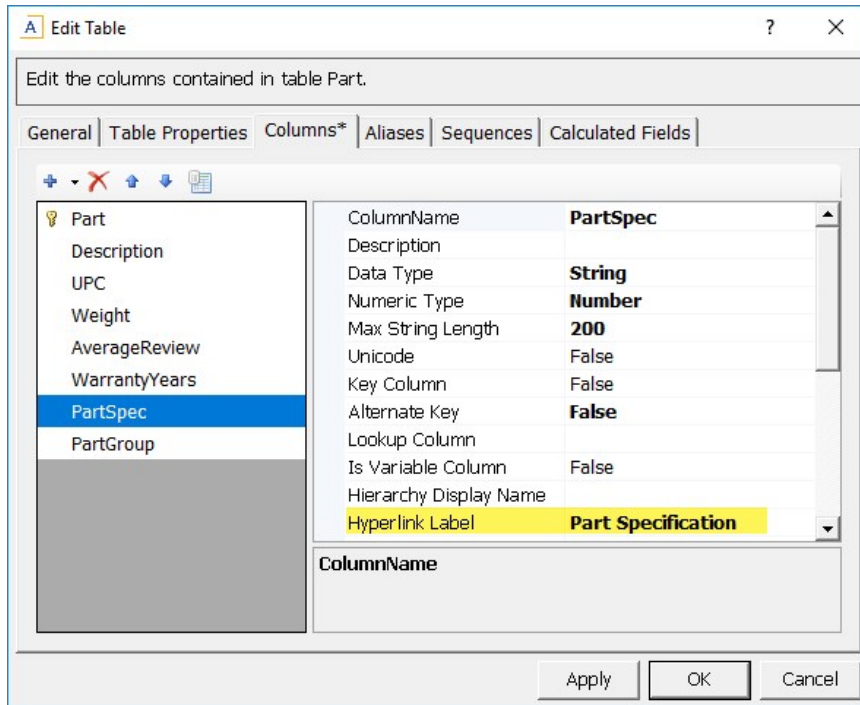 A Edit Table ?
Edit the columns contained in table Part.
General Table Properties Columns* Aliases Sequences Calculated Fields
Part
Description
UPC
Weight
AverageReview
WarrantyYears
PartSpec
PartGroup
ColumnName PartSpec
Description
Data Type String
Numeric Type Number
Max String Length 200
Unicode False
Key Column False
Alternate Key False
Lookup Column
Is Variable Column False
Hierarchy Display Name
Hyperlink Label Part Specification
ColumnName
Apply OK Cancel